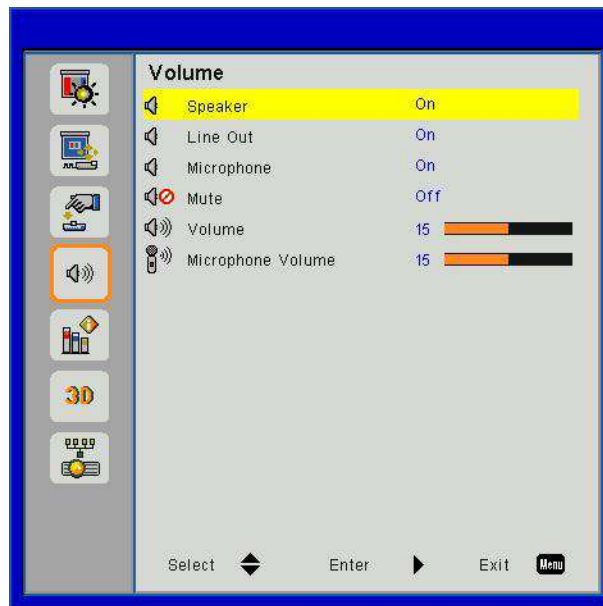 Volume
Speaker On
Line Out On
Microphone On
Mute Off
Volume 15
Microphone Volume 15
3D
Select Enter Exit Menu